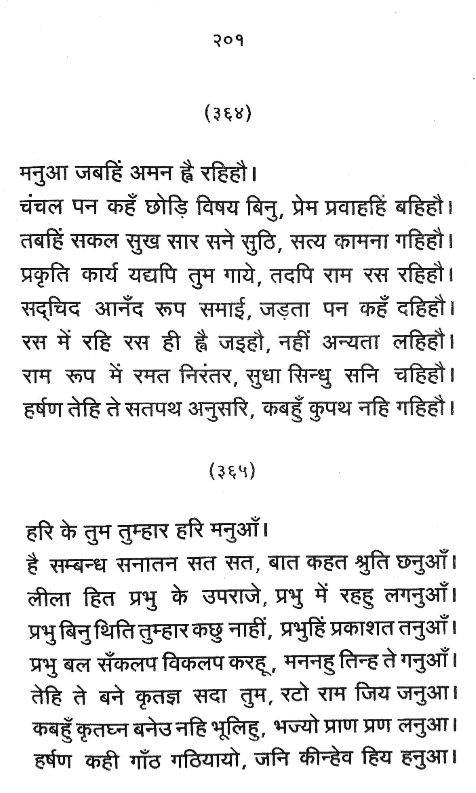 २०१
(३६४)
मनुआ जबहिं अमन ह्वै रहिहौ।
चंचल पन कहँ छोड़ि विषय बिनु, प्रेम प्रवाहहिं बहिहौ।
तबहिं सकल सुख सार सने सुठि, सत्य कामना गहिहौ।
प्रकृति कार्य यद्यपि तुम गाये, तदपि राम रस रहिहौ।
सद्चिद आनँद रूप समाई, जड़ता पन कहँ दहिहौ।
रस में रहि रस ही ह्वै जइहौ, नहीं अन्यता लहिहौ।
राम रूप में रमत निरंतर, सुधा सिन्धु सनि चहिहौ।
हर्षण तेहि ते सतपथ अनुसरि, कबहुँ कुपथ नहि गहिहौ।
(३६५)
हरि के तुम तुम्हार हरि मनुआँ।
है सम्बन्ध सनातन सत सत, बात कहत श्रुति छनुआँ।
लीला हित प्रभु के उपराजे, प्रभु में रहहु लगनुआँ।
प्रभु बिनु थिति तुम्हार कछु नाहीं, प्रभुहिं प्रकाशत तनुआँ।
प्रभु बल सँकलप विकलप करहू, मननहु तिन्ह ते गनुआँ।
तेहि ते बने कृतज्ञ सदा तुम, रटो राम जिय जनुआ।
कबहुँ कृतघ्न बनेउ नहि भूलिहु, भज्यो प्राण प्रण लनुआ।
हर्षण कही गाँठ गठियायो, जनि कीन्हेव हिय हनुआ।